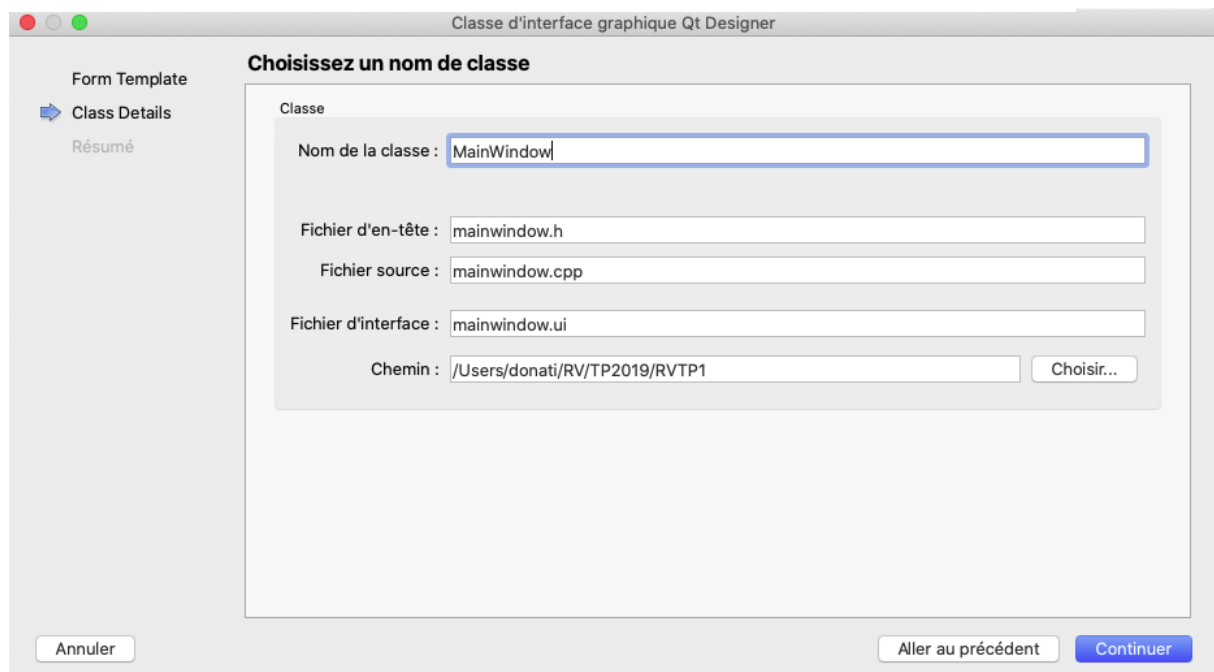 Classe d'interface graphique Qt Designer
Form Template
Class Details
Résumé
Choisissez un nom de classe
Classe
Nom de la classe : MainWindow
Fichier d'en-tête : mainwindow.h
Fichier source : mainwindow.cpp
Fichier d'interface : mainwindow.ui
Chemin : /Users/donati/RV/TP2019/RVTP1 Choisir...
Annuler Aller au précédent Continuer